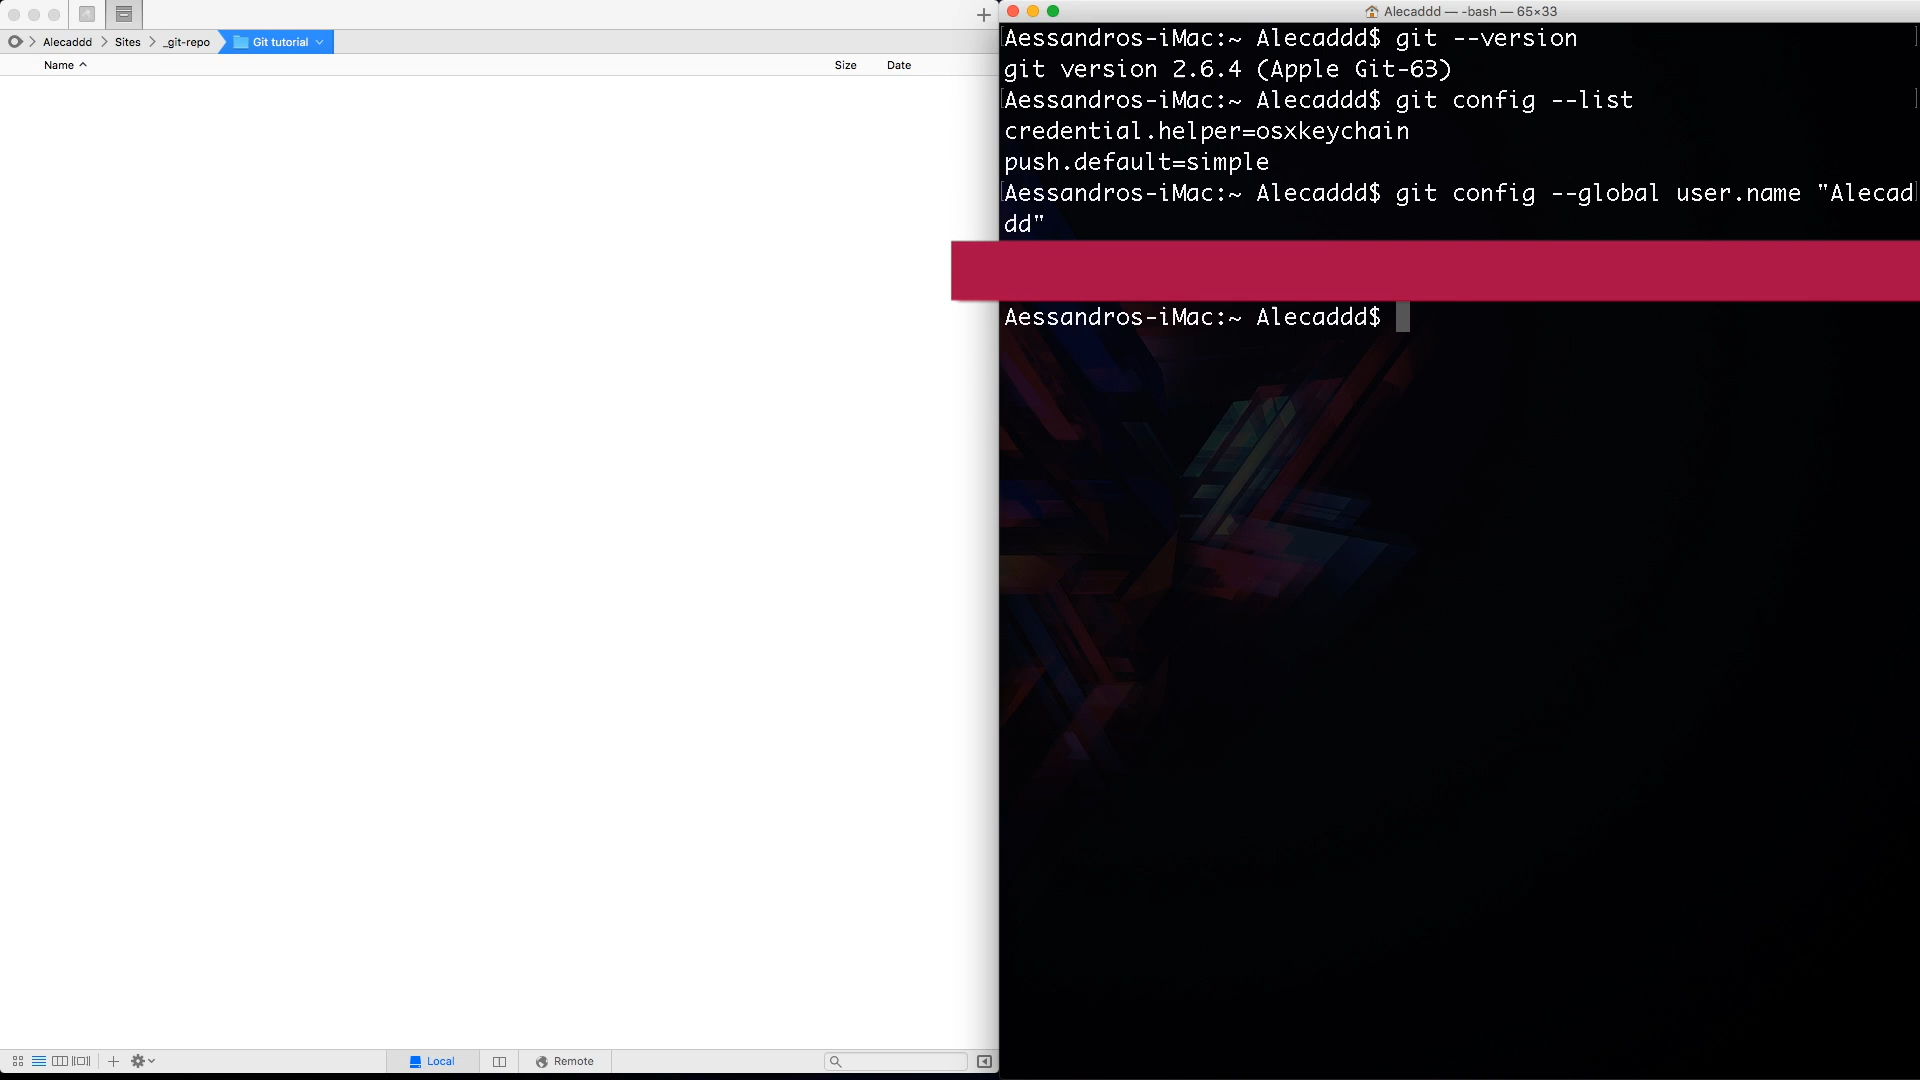 Alecaddd Sites _git-repo Git tutorial
Name Size Date
Local Remote
Alecaddd — -bash — 65×33
Aessandros-iMac:~ Alecaddd$ git --version
git version 2.6.4 (Apple Git-63)
Aessandros-iMac:~ Alecaddd$ git config --list
credential.helper=osxkeychain
push.default=simple
Aessandros-iMac:~ Alecaddd$ git config --global user.name "Alecad
dd"
Aessandros-iMac:~ Alecaddd$